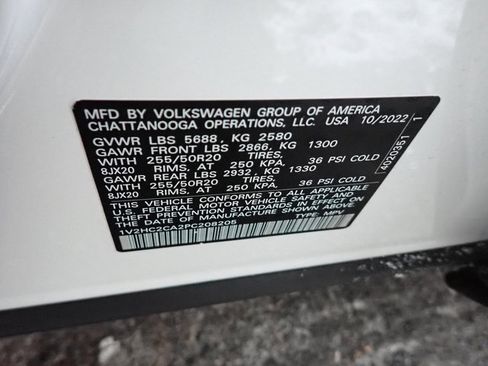 MFD BY VOLKSWAGEN GROUP OF AMERICA
CHATTANOOGA OPERATIONS, LLC. USA 10/2022
GVWR LBS 5688, KG 2580
GAWR FRONT LBS 2866, KG 1300
WITH 255/50R20 TIRES,
8JX20 RIMS, AT 250 KPA, 36 PSI COLD
GAWR REAR LBS 2932, KG 1330
WITH 255/50R20 TIRES,
8JX20 RIMS, AT 250 KPA, 36 PSI COLD
THIS VEHICLE CONFORMS TO ALL APPLICABLE
FEDERAL MOTOR VEHICLE SAFETY AND
THEFT PREVENTION STANDARDS IN EFFECT ON
THE DATE OF MANUFACTURE SHOWN ABOVE
1V2HC2CA2PC208205 TYPE: MPV
4020361 1